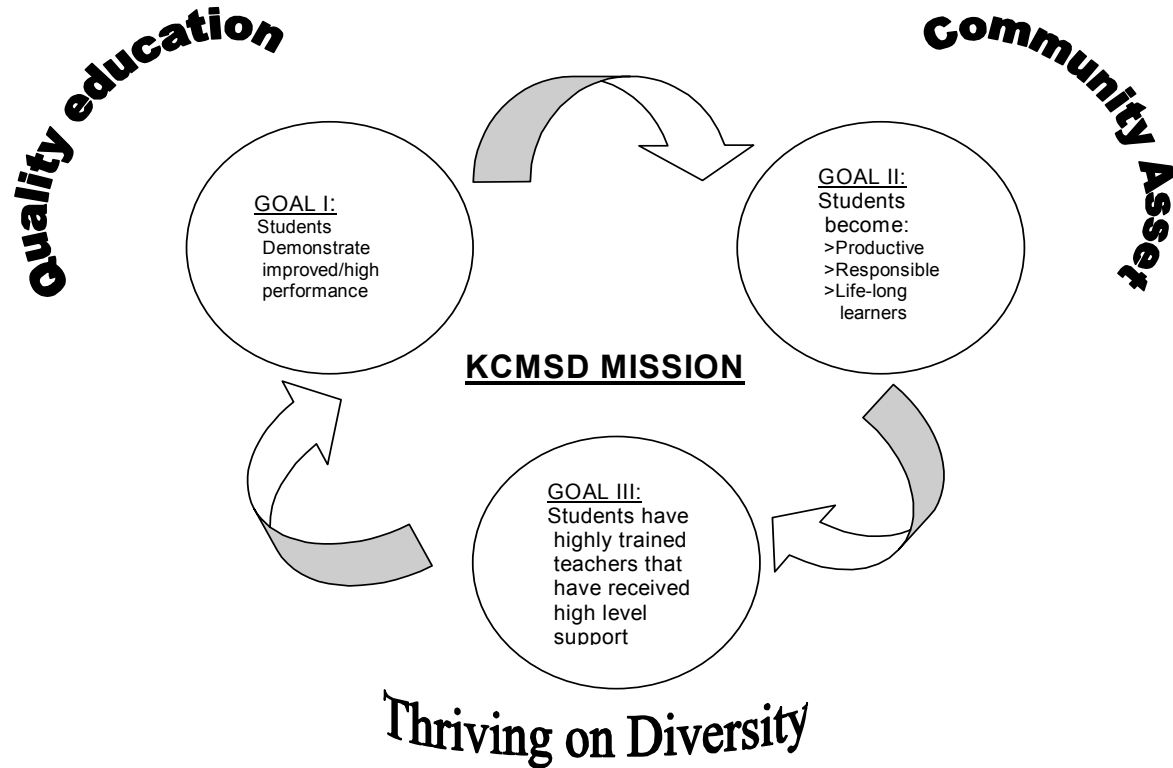 Quality education
Community Asset
GOAL I:
Students
Demonstrate
improved/high
performance
GOAL II:
Students
become:
>Productive
>Responsible
>Life-long
learners
KCMSD MISSION
GOAL III:
Students have
highly trained
teachers that
have received
high level
support
Thriving on Diversity